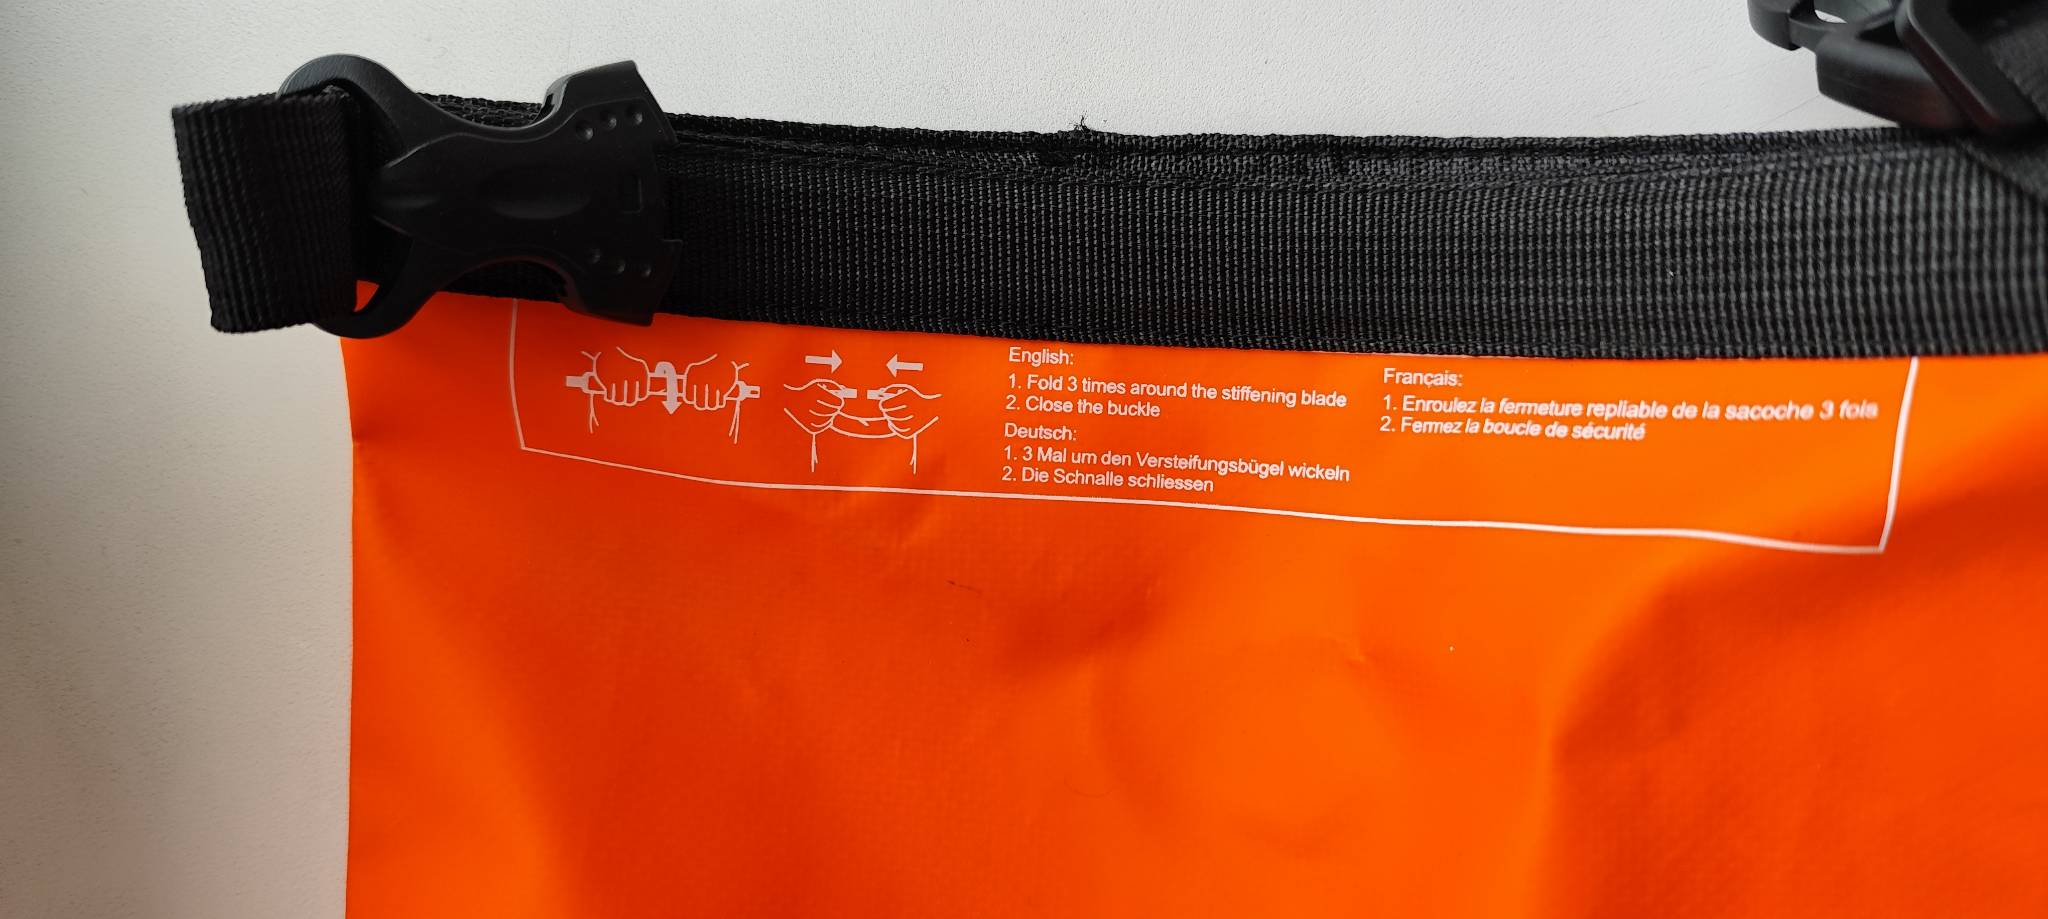 English:
1. Fold 3 times around the stiffening blade
2. Close the buckle
Deutsch:
1. 3 Mal um den Versteifungsbügel wickeln
2. Die Schnalle schliessen
Français:
1. Enroulez la fermeture repliable de la sacoche 3 fois
2. Fermez la boucle de sécurité